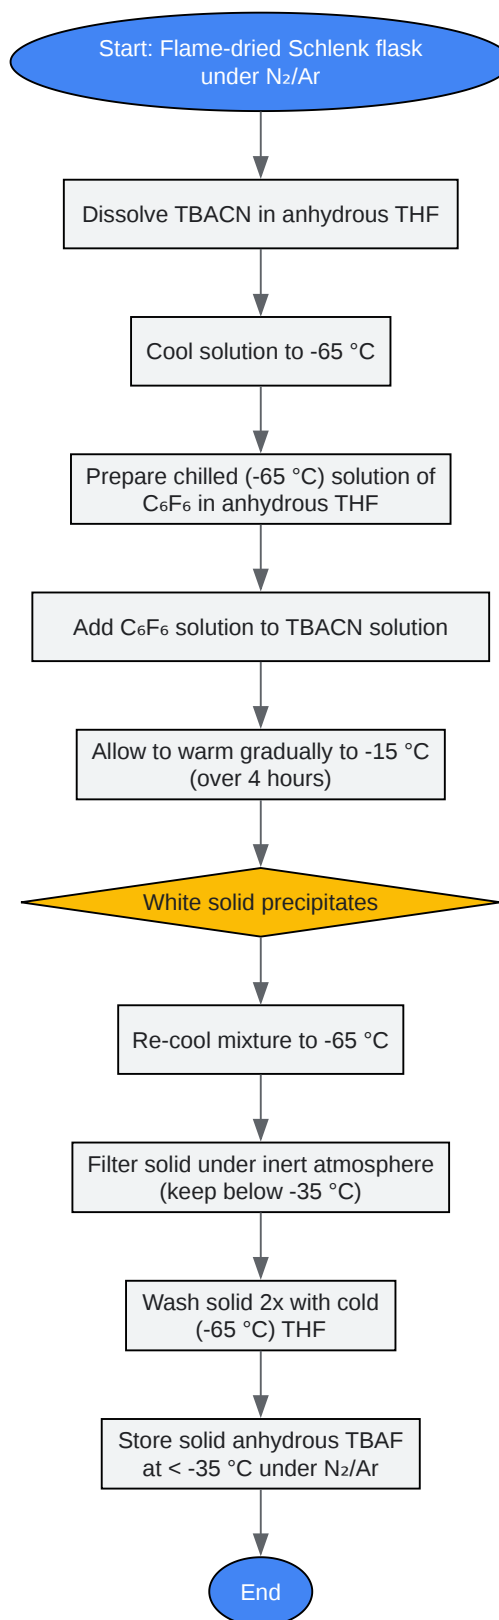 Start: Flame-dried Schlenk flask
under N₂/Ar
Dissolve TBACN in anhydrous THF
Cool solution to -65 °C
Prepare chilled (-65 °C) solution of
C₆F₆ in anhydrous THF
Add C₆F₆ solution to TBACN solution
Allow to warm gradually to -15 °C
(over 4 hours)
White solid precipitates
Re-cool mixture to -65 °C
Filter solid under inert atmosphere
(keep below -35 °C)
Wash solid 2x with cold
(-65 °C) THF
Store solid anhydrous TBAF
at < -35 °C under N₂/Ar
End